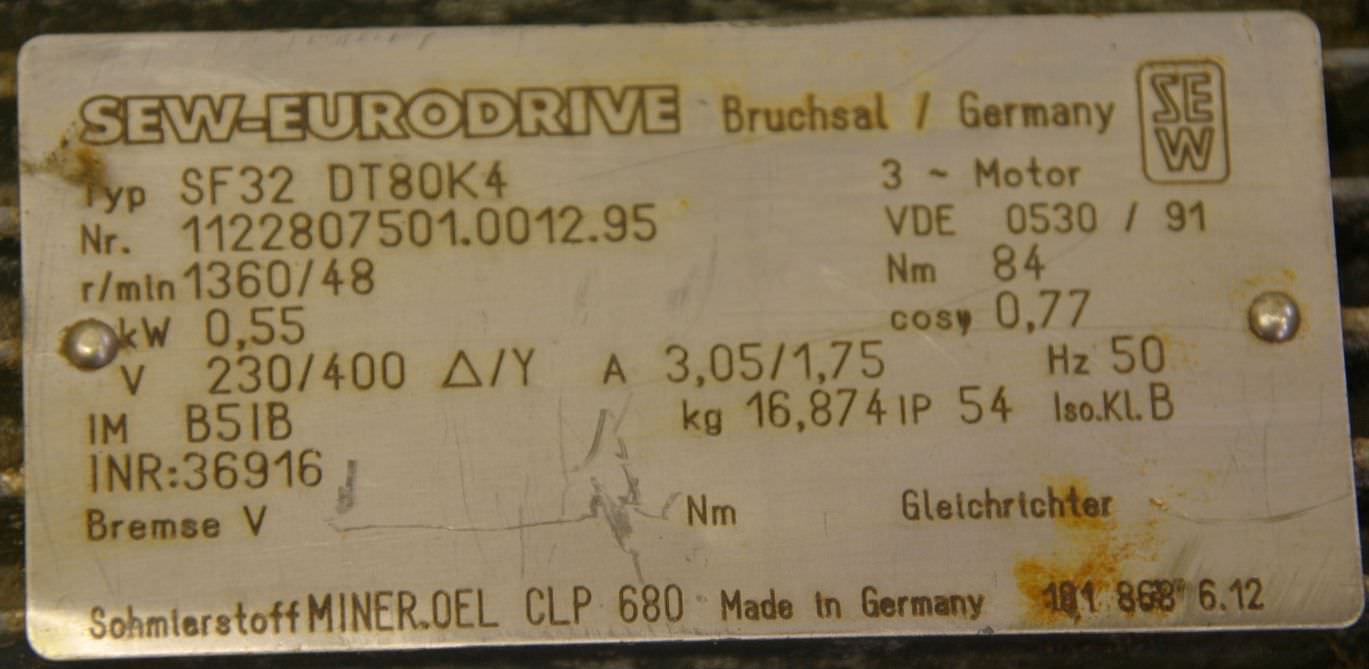 SEW-EURODRIVE Bruchsal / Germany SEW
Typ SF32 DT80K4 3 ~ Motor
Nr. 1122807501.0012.95 VDE 0530 / 91
r/min 1360/48 Nm 84
kW 0,55 cosφ 0,77
V 230/400 △/Y A 3,05/1,75 Hz 50
IM B5IB kg 16,874 IP 54 Iso.Kl. B
INR:36916
Bremse V Nm Gleichrichter
Schmierstoff MINER.OEL CLP 680 Made in Germany 6.12